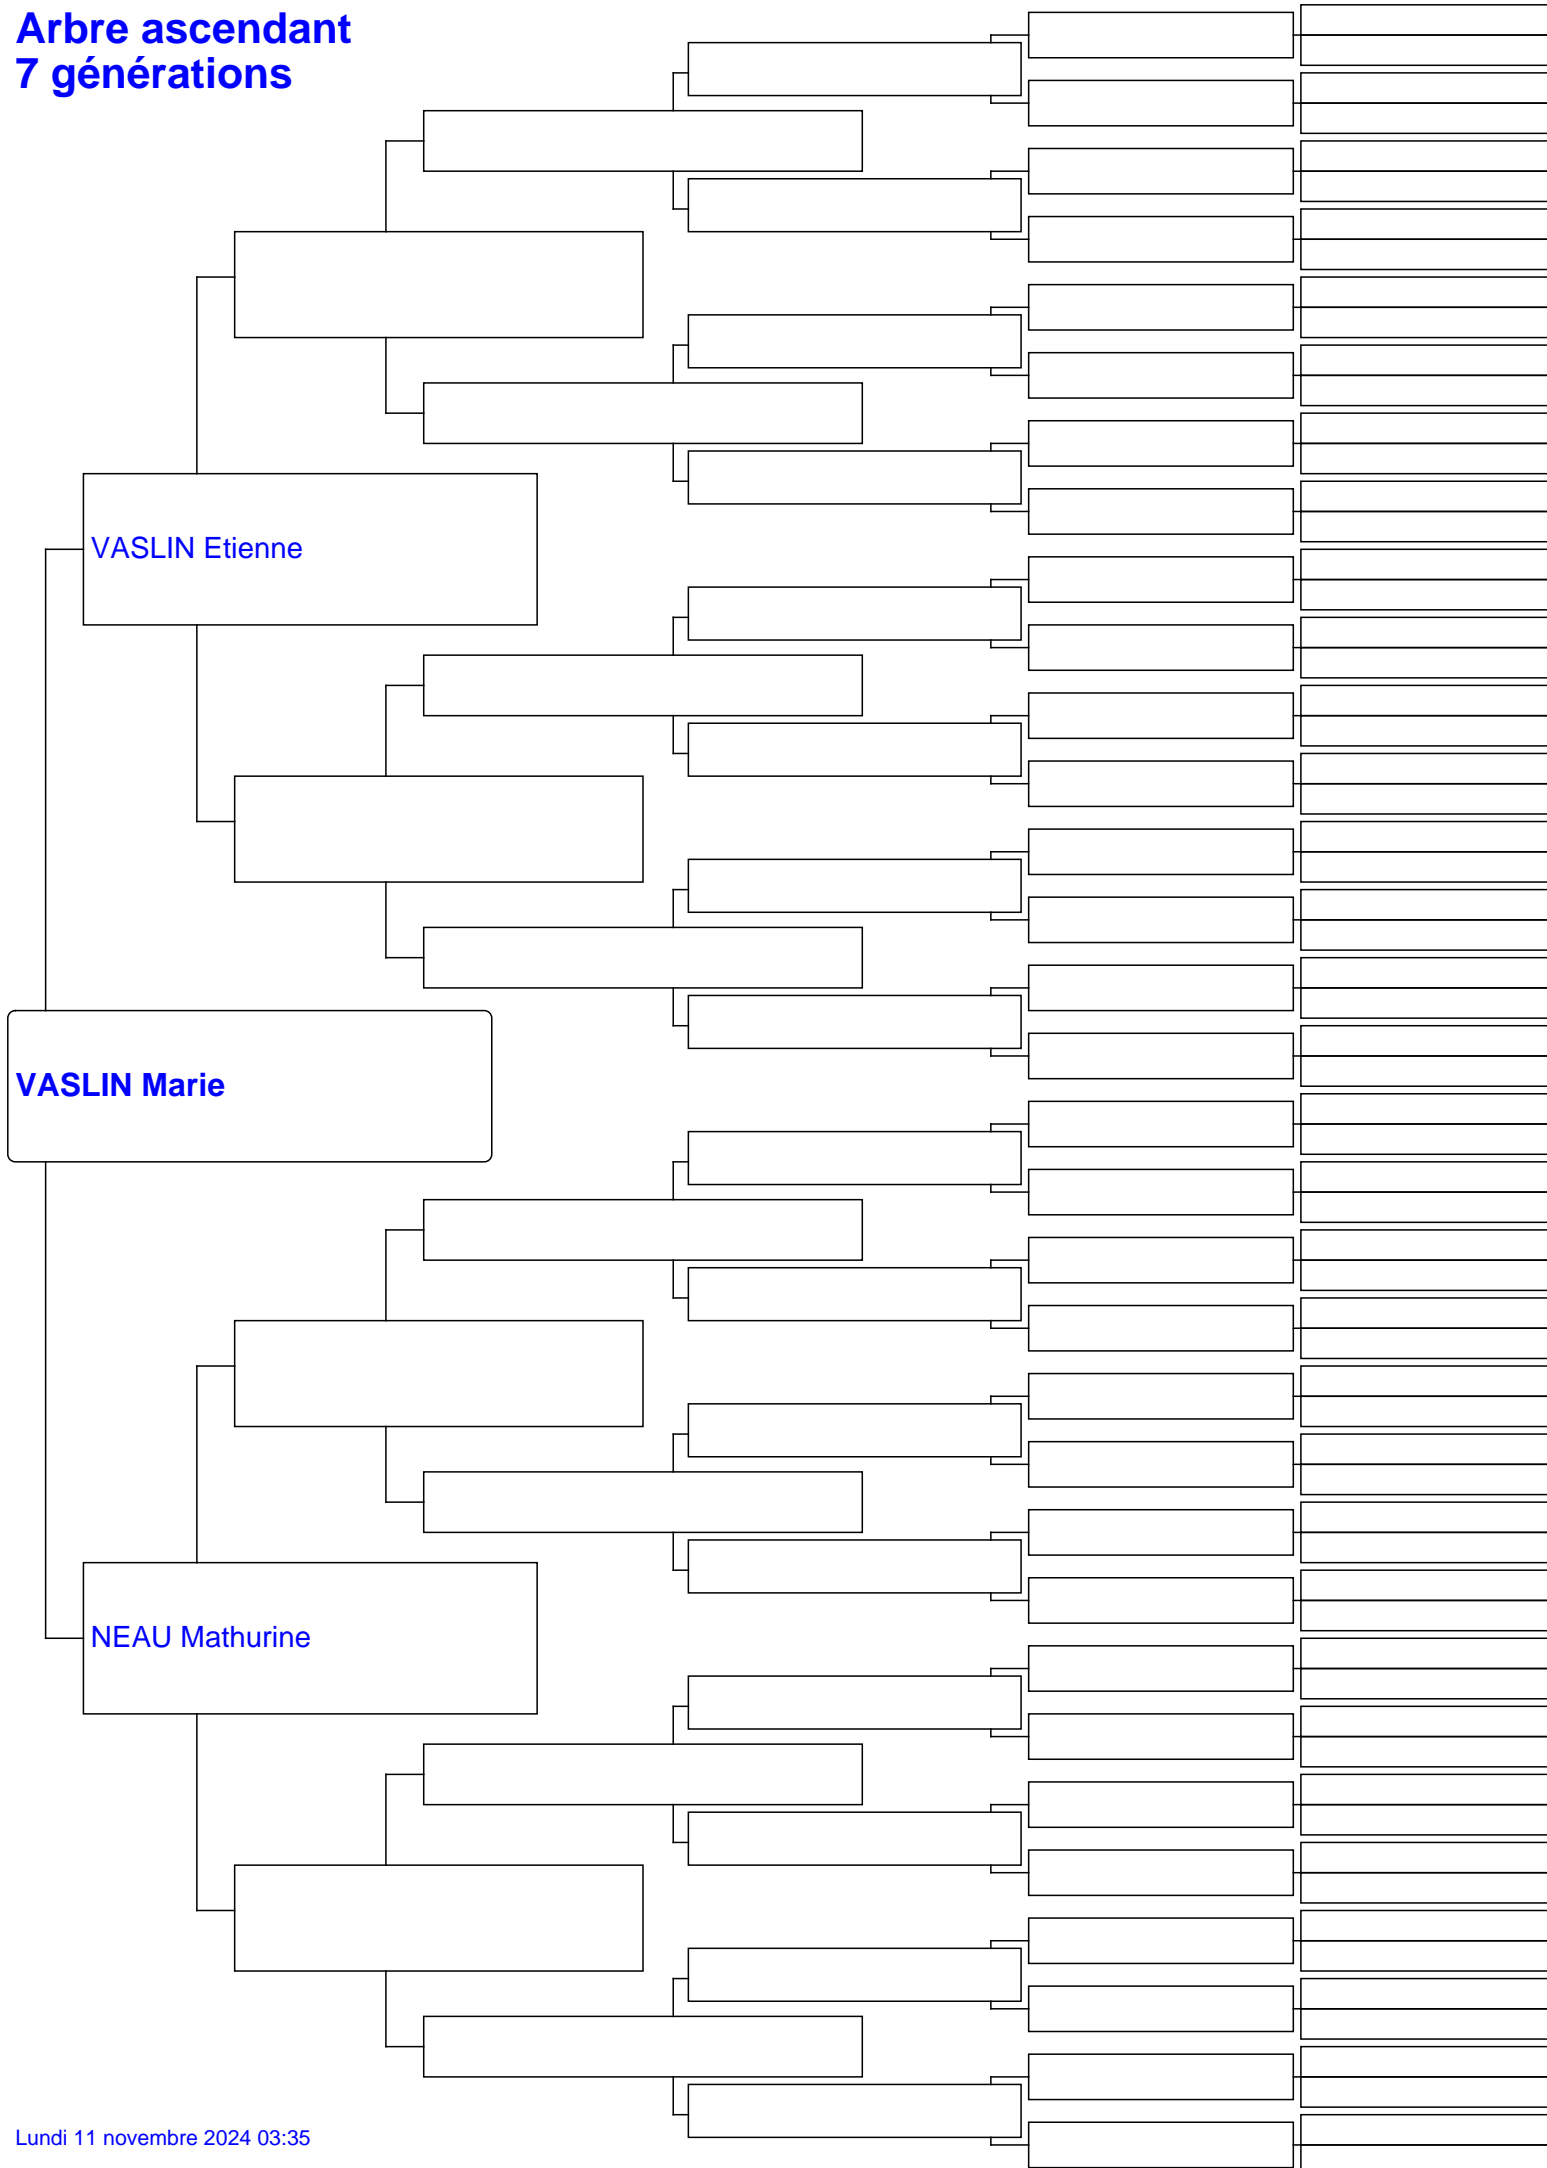 Arbre ascendant
7 générations
VASLIN Etienne
VASLIN Marie
NEAU Mathurine
Lundi 11 novembre 2024 03:35